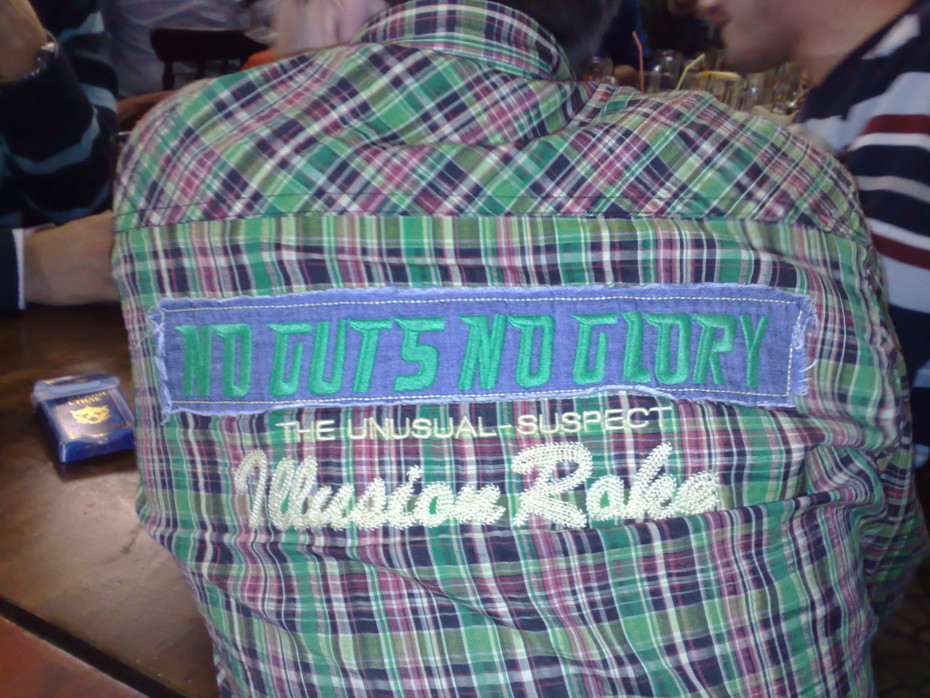 NO GUTS NO GLORY
THE UNUSUAL-SUSPECT
Illusion Rake